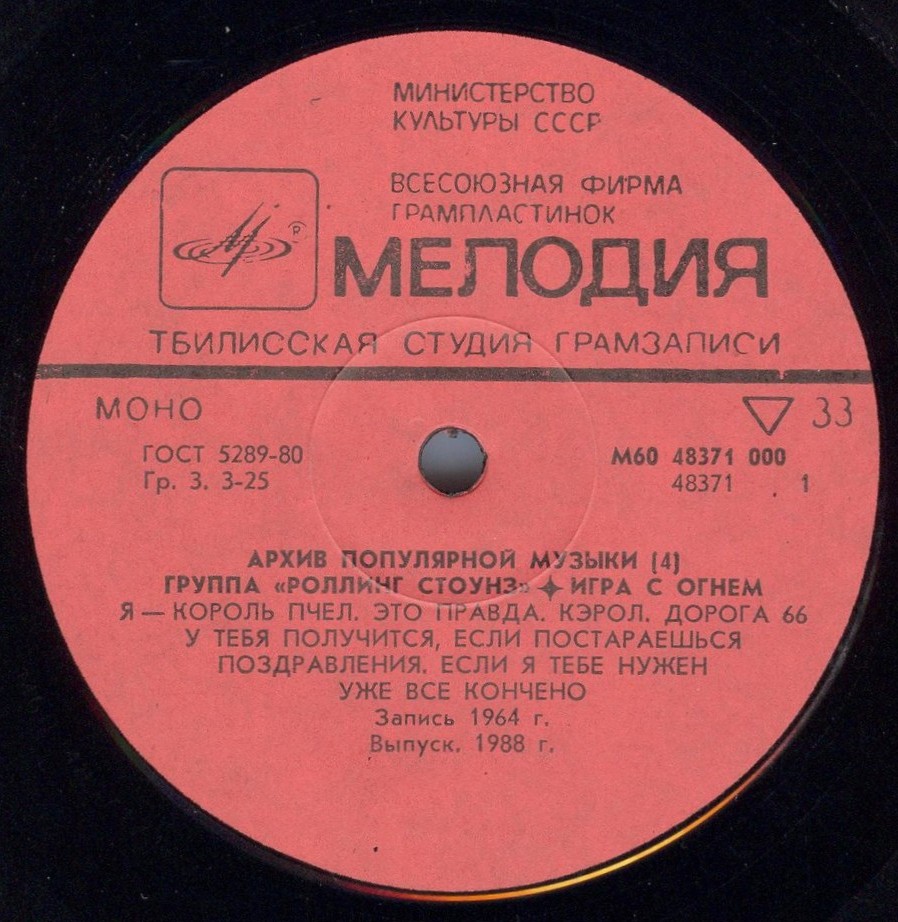 МИНИСТЕРСТВО
КУЛЬТУРЫ СССР
ВСЕСОЮЗНАЯ ФИРМА
ГРАМПЛАСТИНОК
МЕЛОДИЯ
ТБИЛИССКАЯ СТУДИЯ ГРАМЗАПИСИ
МОНО
33
ГОСТ 5289-80
М60 48371 000
Гр. 3. 3-25
48371 . 1
АРХИВ ПОПУЛЯРНОЙ МУЗЫКИ (4)
ГРУППА «РОЛЛИНГ СТОУНЗ» ✦ ИГРА С ОГНЕМ
Я — КОРОЛЬ ПЧЕЛ. ЭТО ПРАВДА. КЭРОЛ. ДОРОГА 66
У ТЕБЯ ПОЛУЧИТСЯ, ЕСЛИ ПОСТАРАЕШЬСЯ
ПОЗДРАВЛЕНИЯ. ЕСЛИ Я ТЕБЕ НУЖЕН
УЖЕ ВСЕ КОНЧЕНО
Запись 1964 г.
Выпуск. 1988 г.